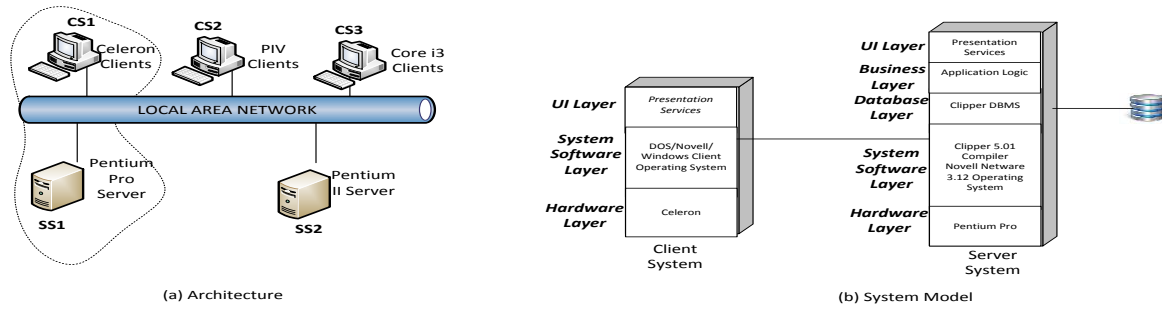 CS1
CS2
CS3
Celeron
Clients
PIV
Clients
Core i3
Clients
LOCAL AREA NETWORK
Pentium
Pro
Server
SS1
Pentium
II Server
SS2
(a) Architecture
UI Layer
Presentation
Services
System
Software
Layer
DOS/Novell/
Windows Client
Operating System
Hardware
Layer
Celeron
Client
System
UI Layer
Presentation
Services
Business
Layer
Application Logic
Database
Layer
Clipper DBMS
System
Software
Layer
Clipper 5.01
Compiler
Novell Netware
3.12 Operating
System
Hardware
Layer
Pentium Pro
Server
System
(b) System Model